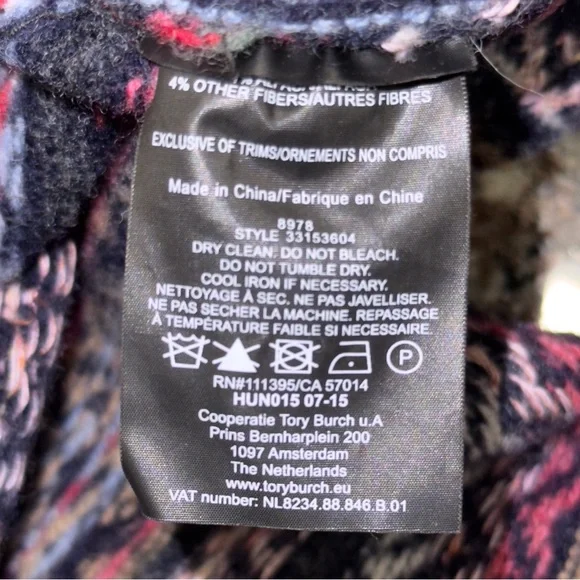 4% OTHER FIBERS/AUTRES FIBRES
EXCLUSIVE OF TRIMS/ORNEMENTS NON COMPRIS
Made in China/Fabrique en Chine
8978
STYLE 33153604
DRY CLEAN. DO NOT BLEACH.
DO NOT TUMBLE DRY.
COOL IRON IF NECESSARY.
NETTOYAGE À SEC. NE PAS JAVELLISER.
NE PAS SECHER LA MACHINE. REPASSAGE
À TEMPÉRATURE FAIBLE SI NECESSAIRE.
P
RN#111395/CA 57014
HUN015 07-15
Cooperatie Tory Burch u.A
Prins Bernharplein 200
1097 Amsterdam
The Netherlands
www.toryburch.eu
VAT number: NL8234.88.846.B.01